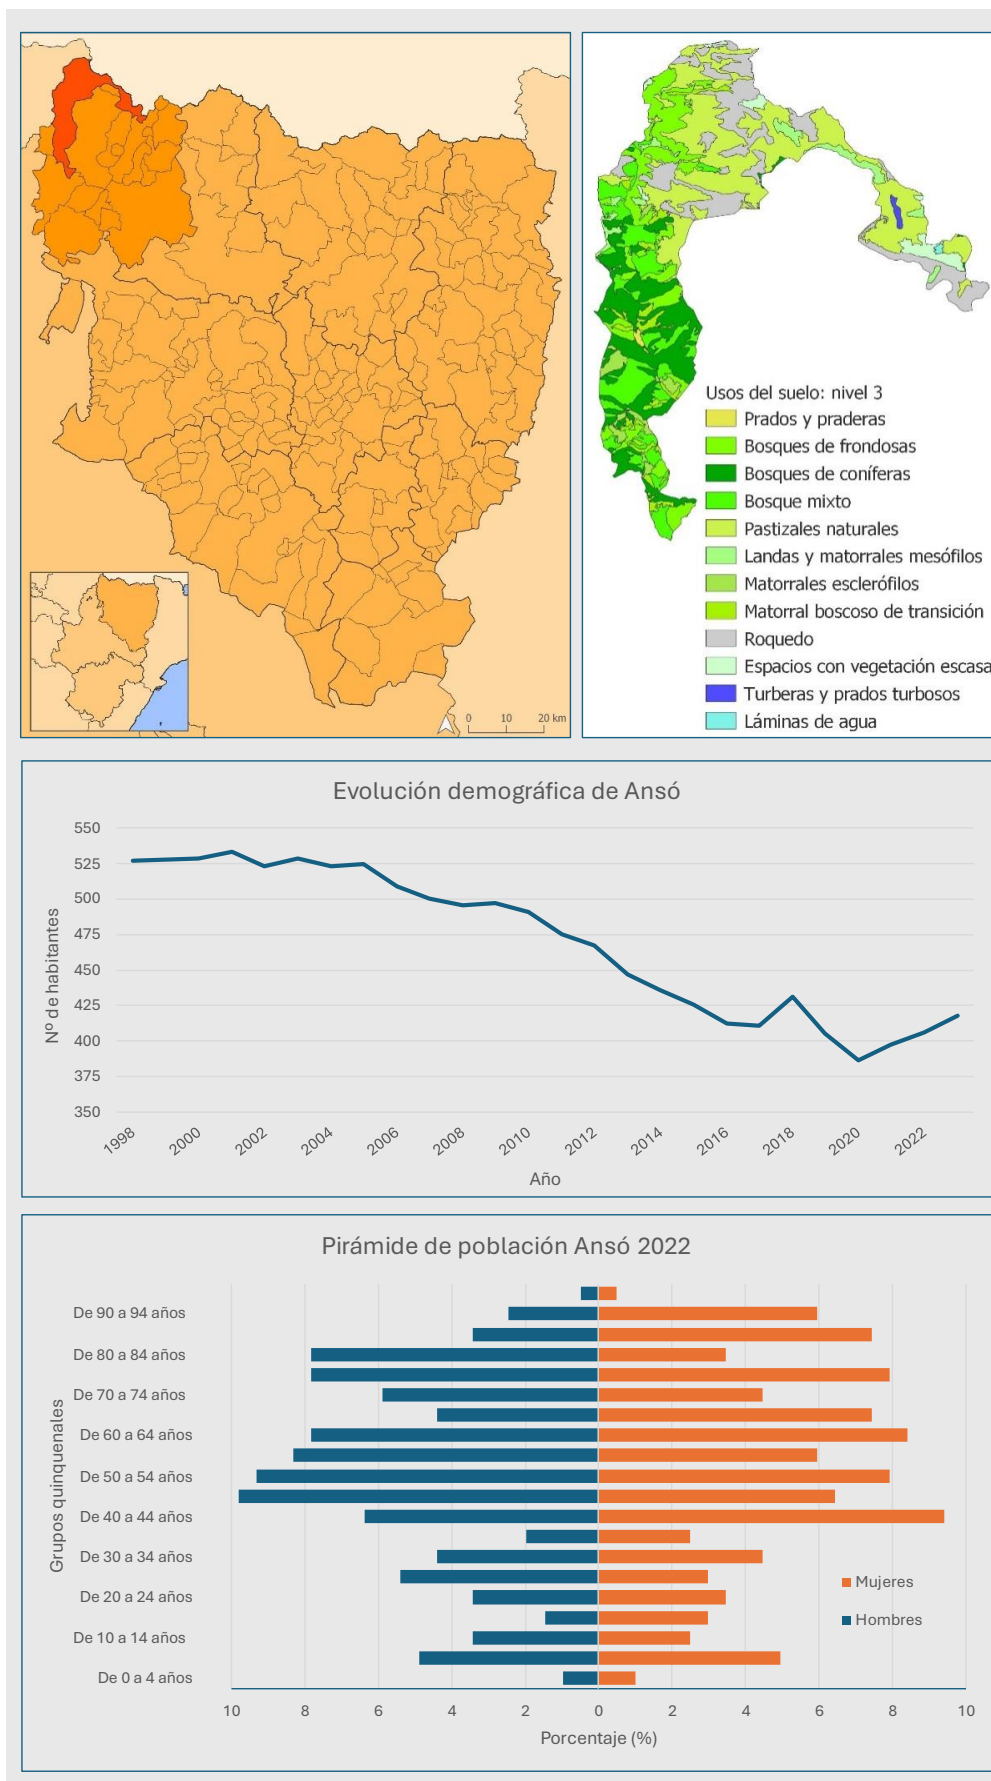 0 10 20 km
Usos del suelo: nivel 3
Prados y praderas
Bosques de frondosas
Bosques de coníferas
Bosque mixto
Pastizales naturales
Landas y matorrales mesófilos
Matorrales esclerófilos
Matorral boscoso de transición
Roquedo
Espacios con vegetación escasa
Turberas y prados turbosos
Láminas de agua
Evolución demográfica de Ansó
Nº de habitantes
550
525
500
475
450
425
400
375
350
1998 2000 2002 2004 2006 2008 2010 2012 2014 2016 2018 2020 2022
Año
Pirámide de población Ansó 2022
Grupos quinquenales
De 90 a 94 años
De 80 a 84 años
De 70 a 74 años
De 60 a 64 años
De 50 a 54 años
De 40 a 44 años
De 30 a 34 años
De 20 a 24 años
De 10 a 14 años
De 0 a 4 años
Mujeres
Hombres
10 8 6 4 2 0 2 4 6 8 10
Porcentaje (%)